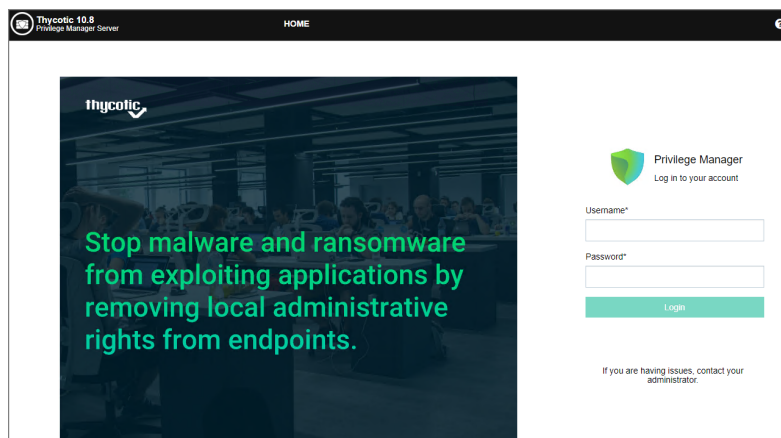 Thycotic 10.8
Privilege Manager Server
HOME
?
thycotic
Stop malware and ransomware
from exploiting applications by
removing local administrative
rights from endpoints.
Privilege Manager
Log in to your account
Username*
Password*
Login
If you are having issues, contact your
administrator.